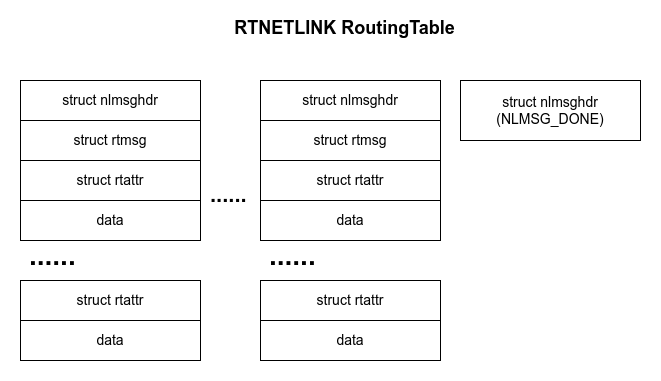 RTNETLINK RoutingTable
struct nlmsghdr
struct rtmsg
struct rtattr
data
......
struct rtattr
data
......
struct nlmsghdr
struct rtmsg
struct rtattr
data
......
struct rtattr
data
struct nlmsghdr
(NLMSG_DONE)